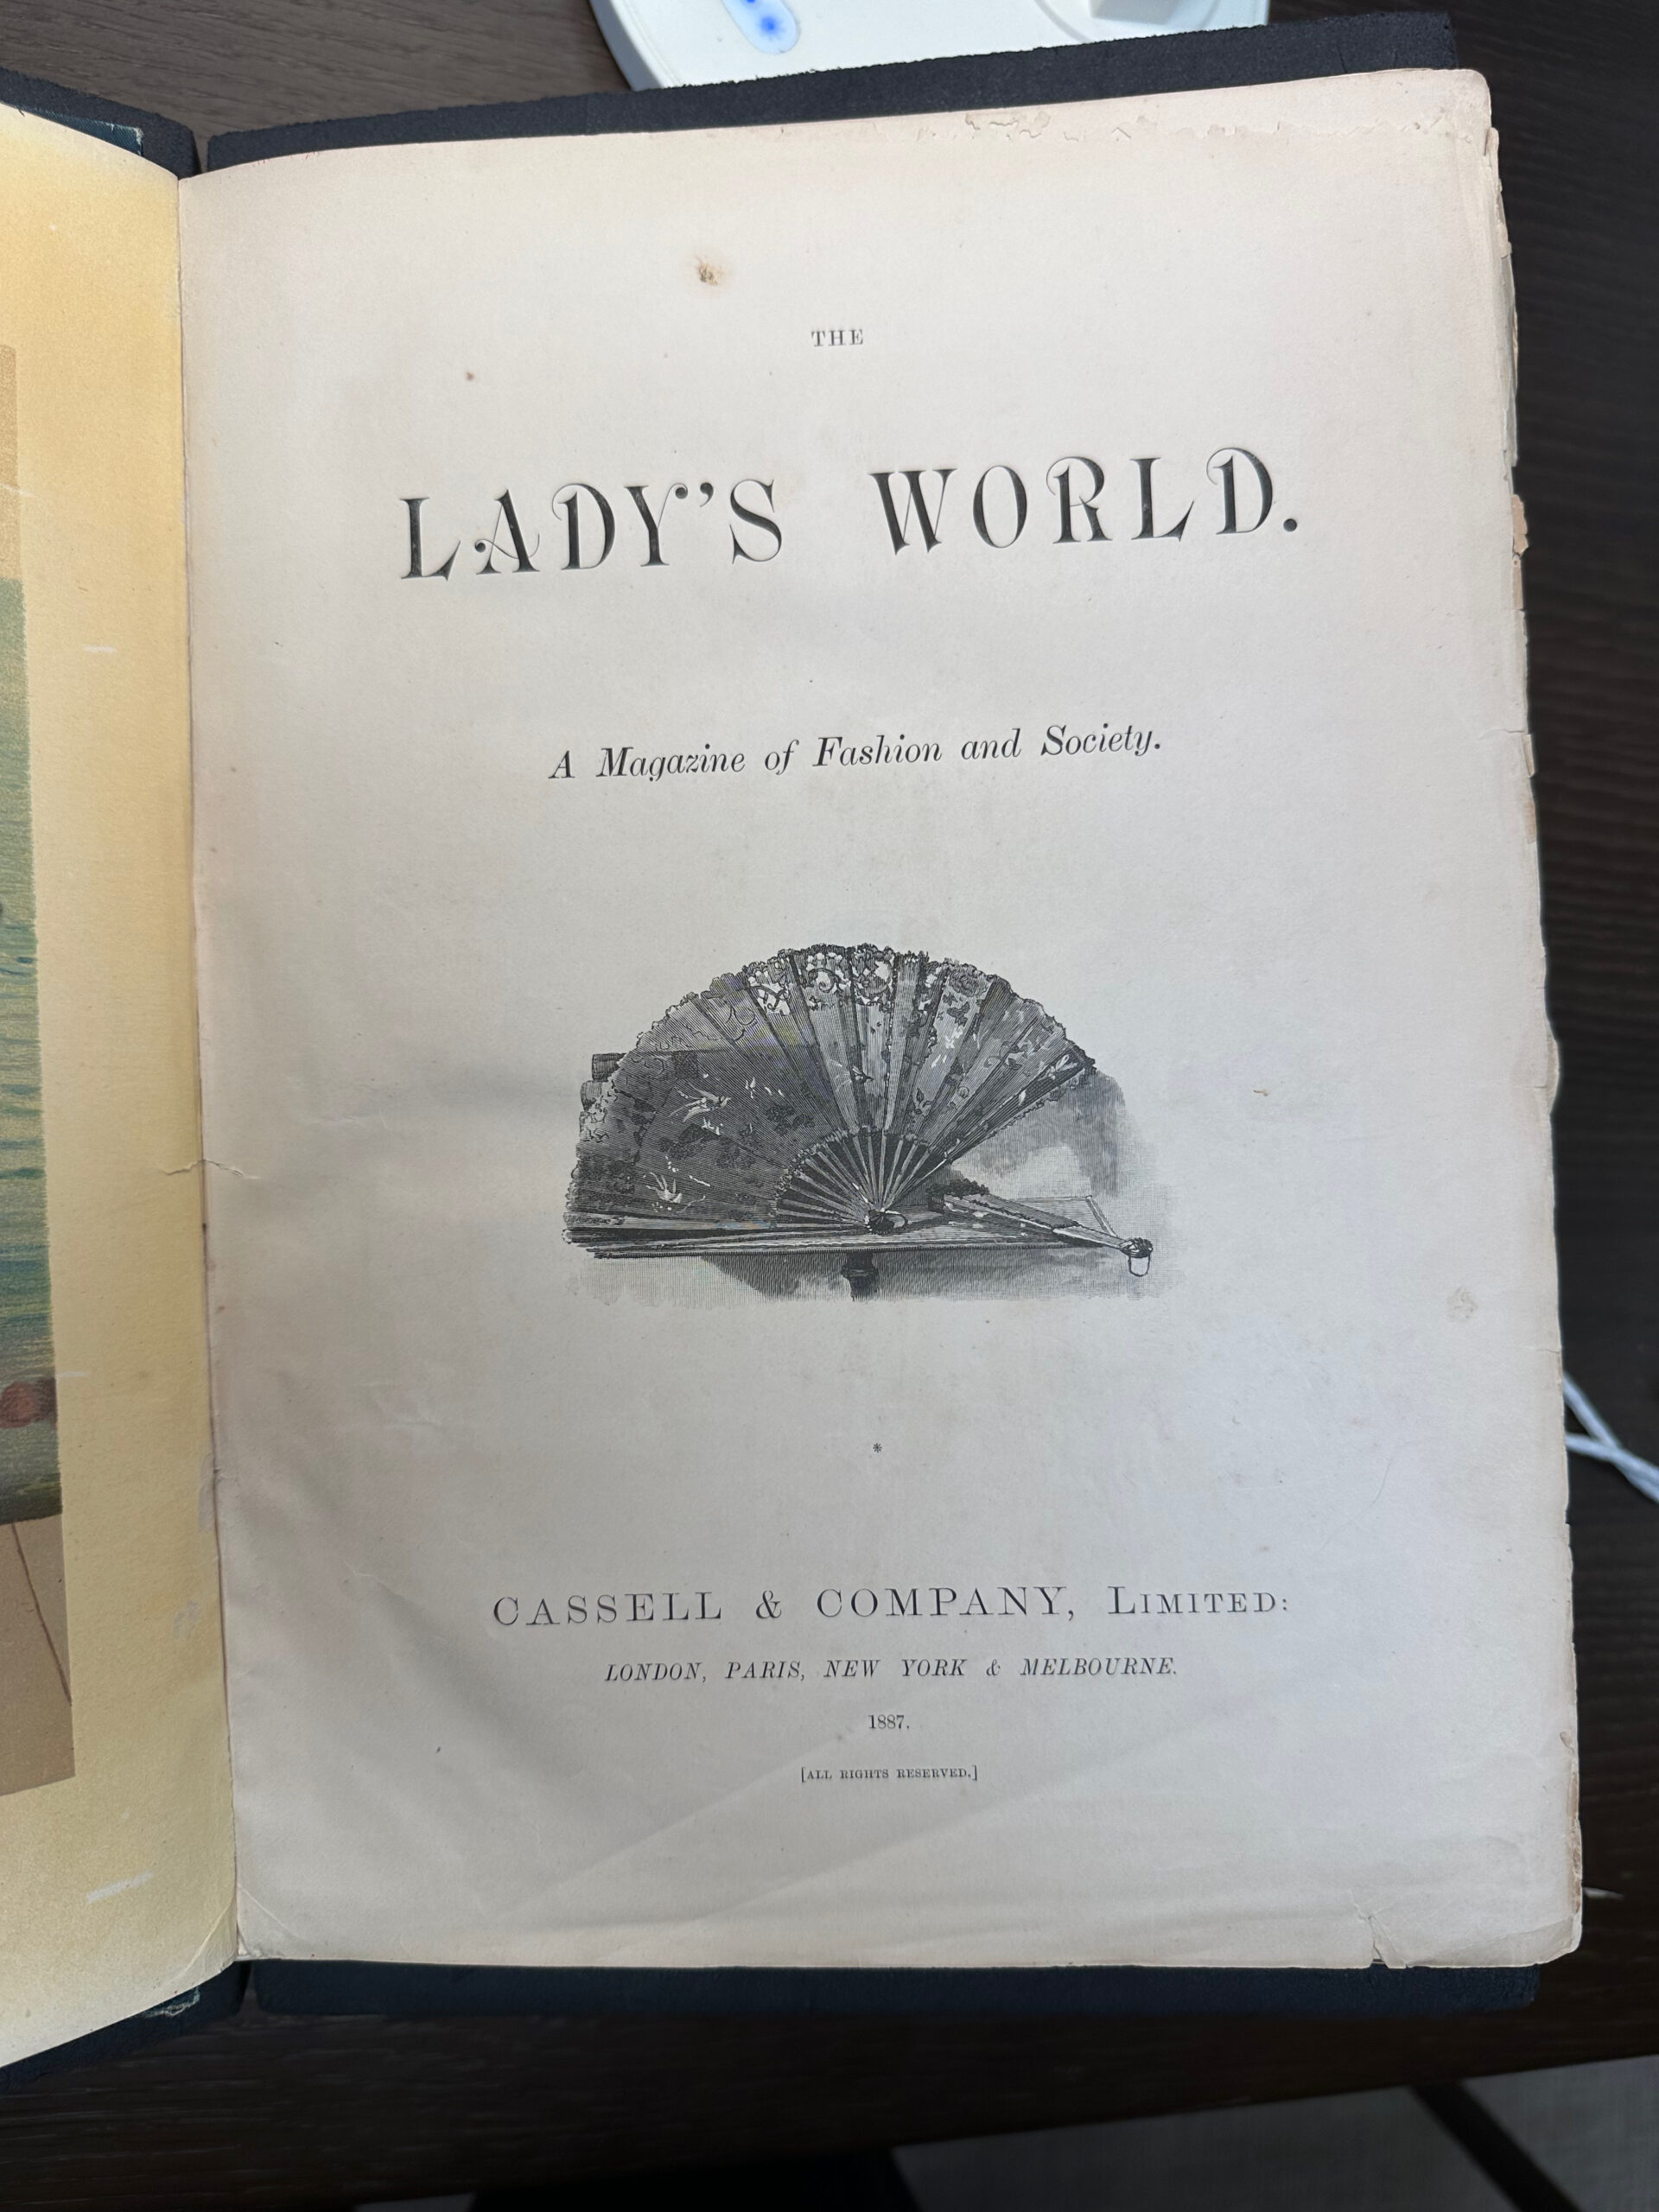 THE
LADY'S WORLD.
A Magazine of Fashion and Society.
*
CASSELL & COMPANY, LIMITED:
LONDON, PARIS, NEW YORK & MELBOURNE.
1887.
[ALL RIGHTS RESERVED.]